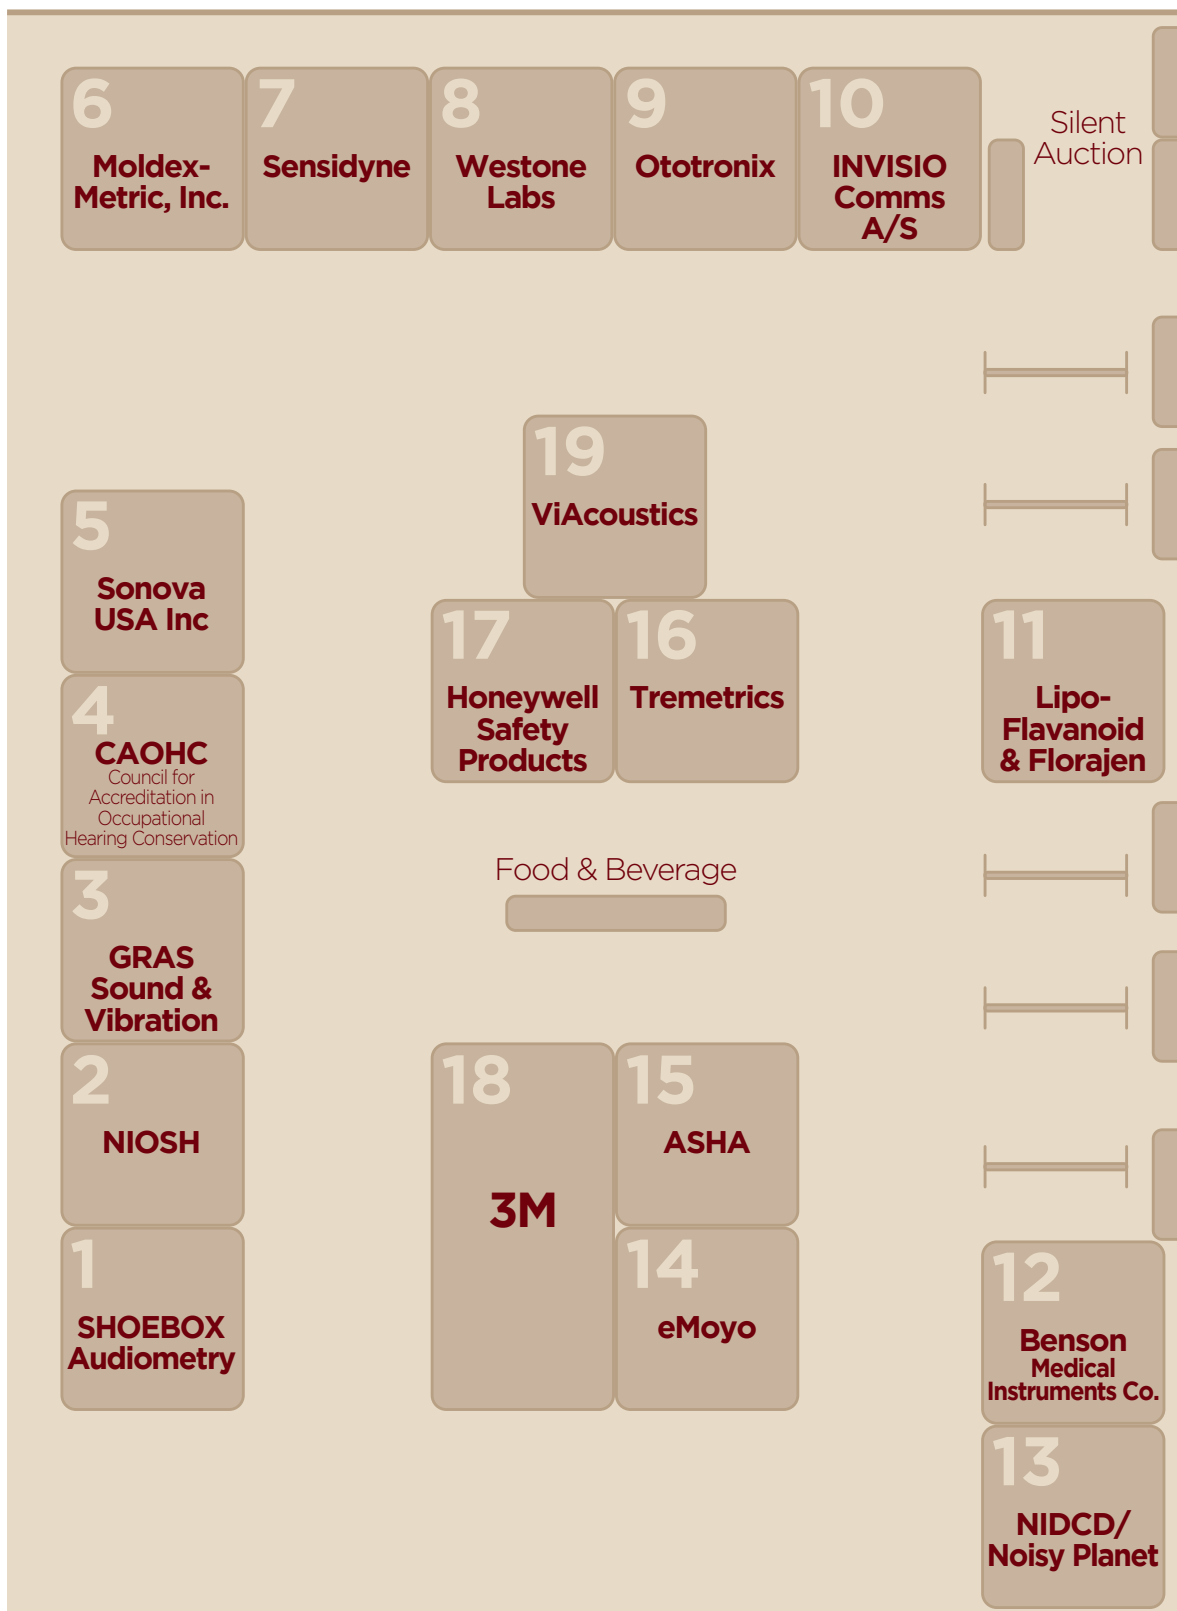 6
Moldex-
Metric, Inc.
7
Sensidyne
8
Westone
Labs
9
Ototronix
10
INVISIO
Comms
A/S
Silent
Auction
19
ViAcoustics
5
Sonova
USA Inc
17
Honeywell
Safety
Products
16
Tremetrics
11
Lipo-
Flavanoid
& Florajen
4
CAOHC
Council for
Accreditation in
Occupational
Hearing Conservation
Food & Beverage
3
GRAS
Sound &
Vibration
2
NIOSH
18
3M
15
ASHA
1
SHOEBOX
Audiometry
14
eMoyo
12
Benson
Medical
Instruments Co.
13
NIDCD/
Noisy Planet